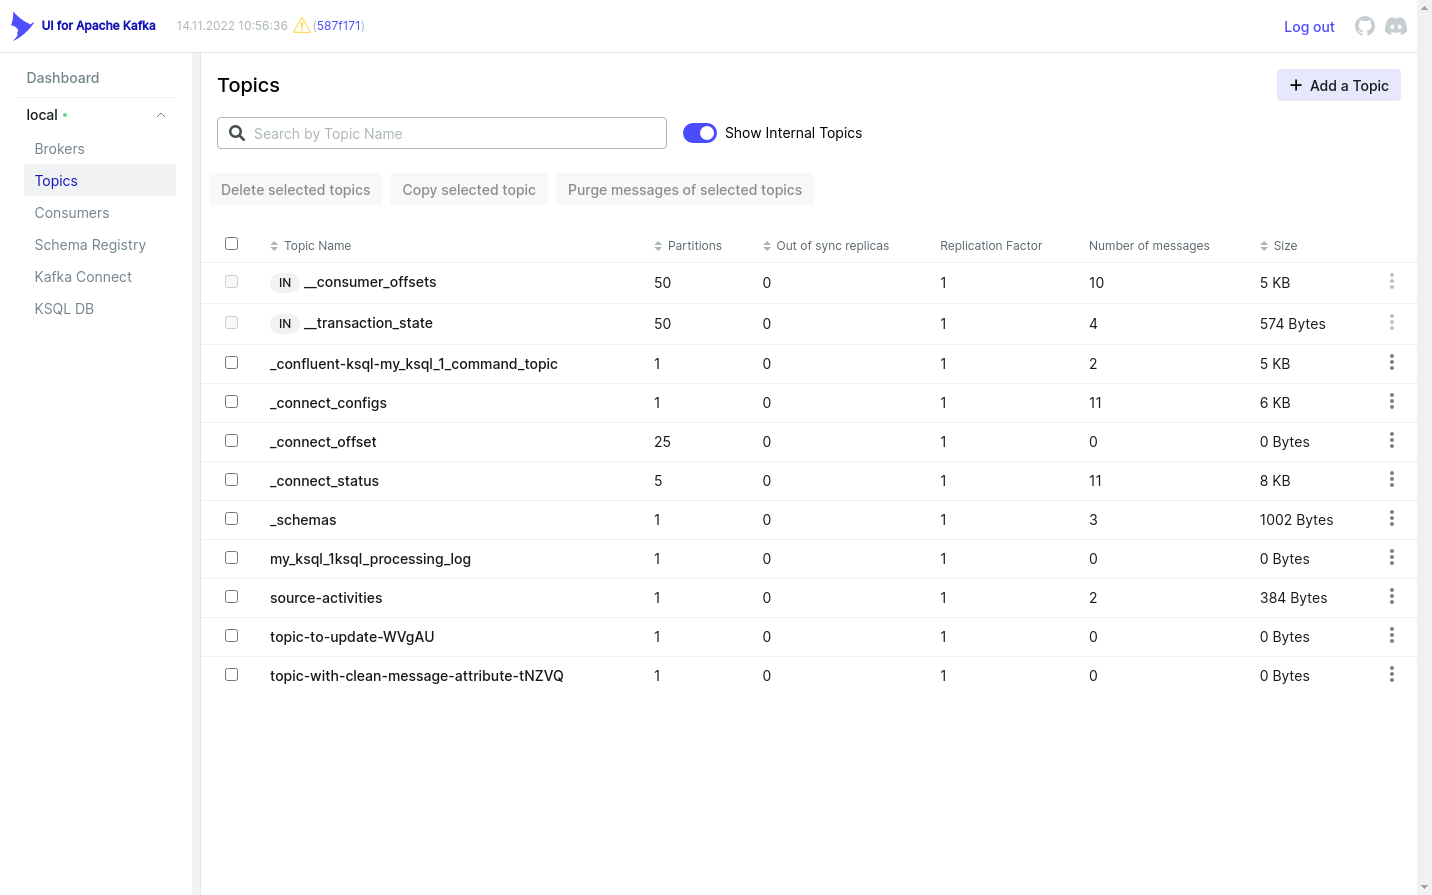 UI for Apache Kafka 14.11.2022 10:56:36 (587f171) Log out
Dashboard
local
Brokers
Topics
Consumers
Schema Registry
Kafka Connect
KSQL DB
Topics
Add a Topic
Search by Topic Name
Show Internal Topics
Delete selected topics Copy selected topic Purge messages of selected topics
Topic Name Partitions Out of sync replicas Replication Factor Number of messages Size
IN __consumer_offsets 50 0 1 10 5 KB
IN __transaction_state 50 0 1 4 574 Bytes
_confluent-ksql-my_ksql_1_command_topic 1 0 1 2 5 KB
_connect_configs 1 0 1 11 6 KB
_connect_offset 25 0 1 0 0 Bytes
_connect_status 5 0 1 11 8 KB
_schemas 1 0 1 3 1002 Bytes
my_ksql_1ksql_processing_log 1 0 1 0 0 Bytes
source-activities 1 0 1 2 384 Bytes
topic-to-update-WVgAU 1 0 1 0 0 Bytes
topic-with-clean-message-attribute-tNZVQ 1 0 1 0 0 Bytes